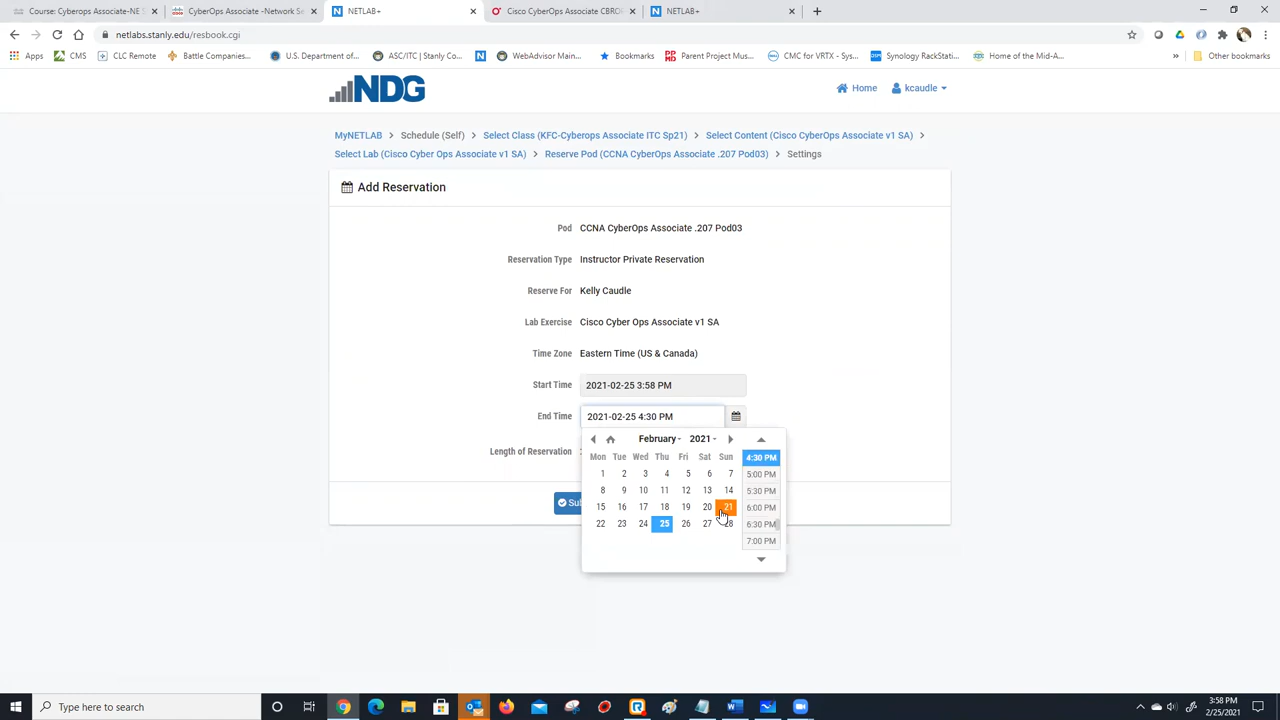 Course: Cyberops Associate-NE S
CyberOps Associate -Network Se
NETLAB+
Cisco CyberOps Associate CBROP
NETLAB+
netlabs.stanly.edu/resbook.cgi
Apps
CMS
CLC Remote
Battle Companies...
U.S. Department of...
ASC/ITC | Stanly Co...
WebAdvisor Main...
Bookmarks
Parent Project Mus...
CMC for VRTX - Sys...
Synology RackStati...
Home of the Mid-A...
»
Other bookmarks
NDG
Home
kcaudle
MyNETLAB > Schedule (Self) > Select Class (KFC-Cyberops Associate ITC Sp21) > Select Content (Cisco CyberOps Associate v1 SA) >
Select Lab (Cisco Cyber Ops Associate v1 SA) > Reserve Pod (CCNA CyberOps Associate .207 Pod03) > Settings
Add Reservation
Pod CCNA CyberOps Associate .207 Pod03
Reservation Type Instructor Private Reservation
Reserve For Kelly Caudle
Lab Exercise Cisco Cyber Ops Associate v1 SA
Time Zone Eastern Time (US & Canada)
Start Time 2021-02-25 3:58 PM
End Time 2021-02-25 4:30 PM
Length of Reservation
February 2021
Mon Tue Wed Thu Fri Sat Sun
1 2 3 4 5 6 7
8 9 10 11 12 13 14
15 16 17 18 19 20 21
22 23 24 25 26 27 28
4:30 PM
5:00 PM
5:30 PM
6:00 PM
6:30 PM
7:00 PM
Sub
Type here to search
3:58 PM
2/25/2021